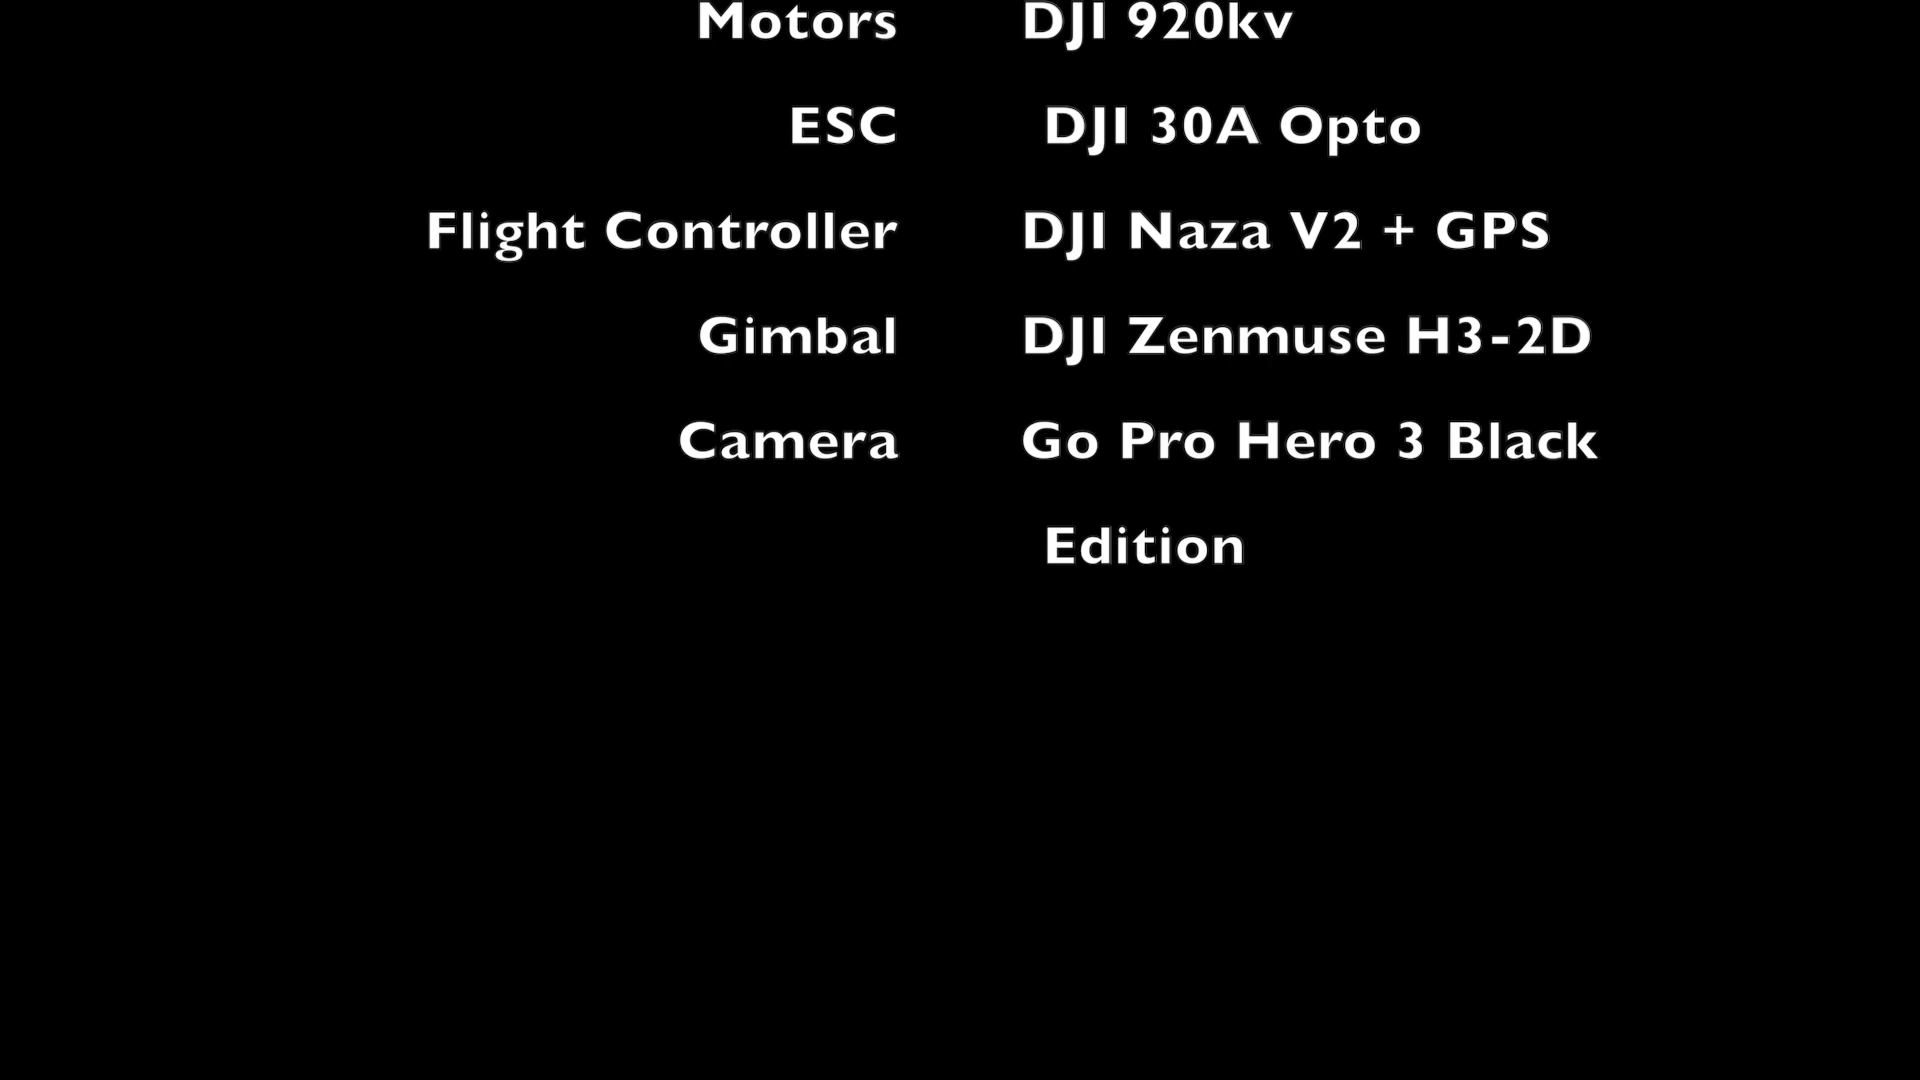 Motors DJI 920kv
ESC DJI 30A Opto
Flight Controller DJI Naza V2 + GPS
Gimbal DJI Zenmuse H3-2D
Camera Go Pro Hero 3 Black
Edition